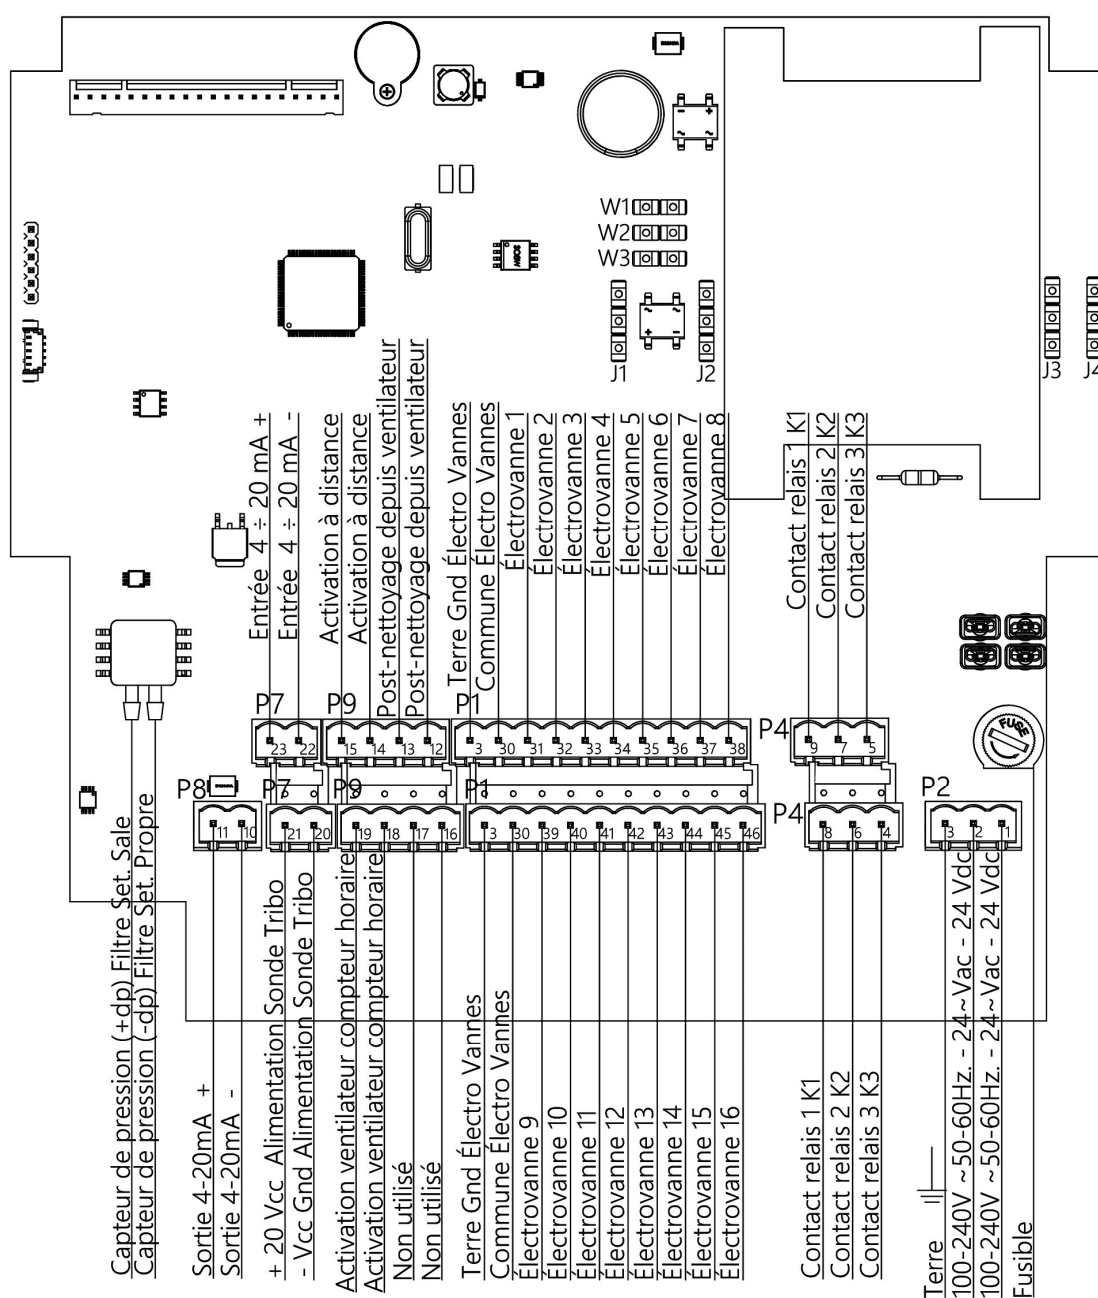 W1
W2
W3
J1
J2
J3
J4
Entrée 4 ÷ 20 mA +
Entrée 4 ÷ 20 mA -
Activation à distance
Activation à distance
Post-nettoyage depuis ventilateur
Post-nettoyage depuis ventilateur
Terre Gnd Électro Vannes
Commune Électro Vannes
Électrovanne 1
Électrovanne 2
Électrovanne 3
Électrovanne 4
Électrovanne 5
Électrovanne 6
Électrovanne 7
Électrovanne 8
Contact relais 1 K1
Contact relais 2 K2
Contact relais 3 K3
FUSE
P7
P9
P1
P4
23 22
15 14 13 12
3 30 31 32 33 34 35 36 37 38
9 7 5
P8
P7
P9
P1
P4
P2
11 10
21 20
19 18 17 16
3 30 39 40 41 42 43 44 45 46
8 6 4
3 2 1
Capteur de pression (+dp) Filtre Set. Sale
Capteur de pression (-dp) Filtre Set. Propre
Sortie 4-20mA +
Sortie 4-20mA -
+ 20 Vcc Alimentation Sonde Tribo
- Vcc Gnd Alimentation Sonde Tribo
Activation ventilateur compteur horaire
Activation ventilateur compteur horaire
Non utilisé
Non utilisé
Terre Gnd Électro Vannes
Commune Électro Vannes
Électrovanne 9
Électrovanne 10
Électrovanne 11
Électrovanne 12
Électrovanne 13
Électrovanne 14
Électrovanne 15
Électrovanne 16
Contact relais 1 K1
Contact relais 2 K2
Contact relais 3 K3
Terre
100-240V ~50-60Hz. - 24~Vac - 24 Vdc
100-240V ~50-60Hz. - 24~Vac - 24 Vdc
Fusible